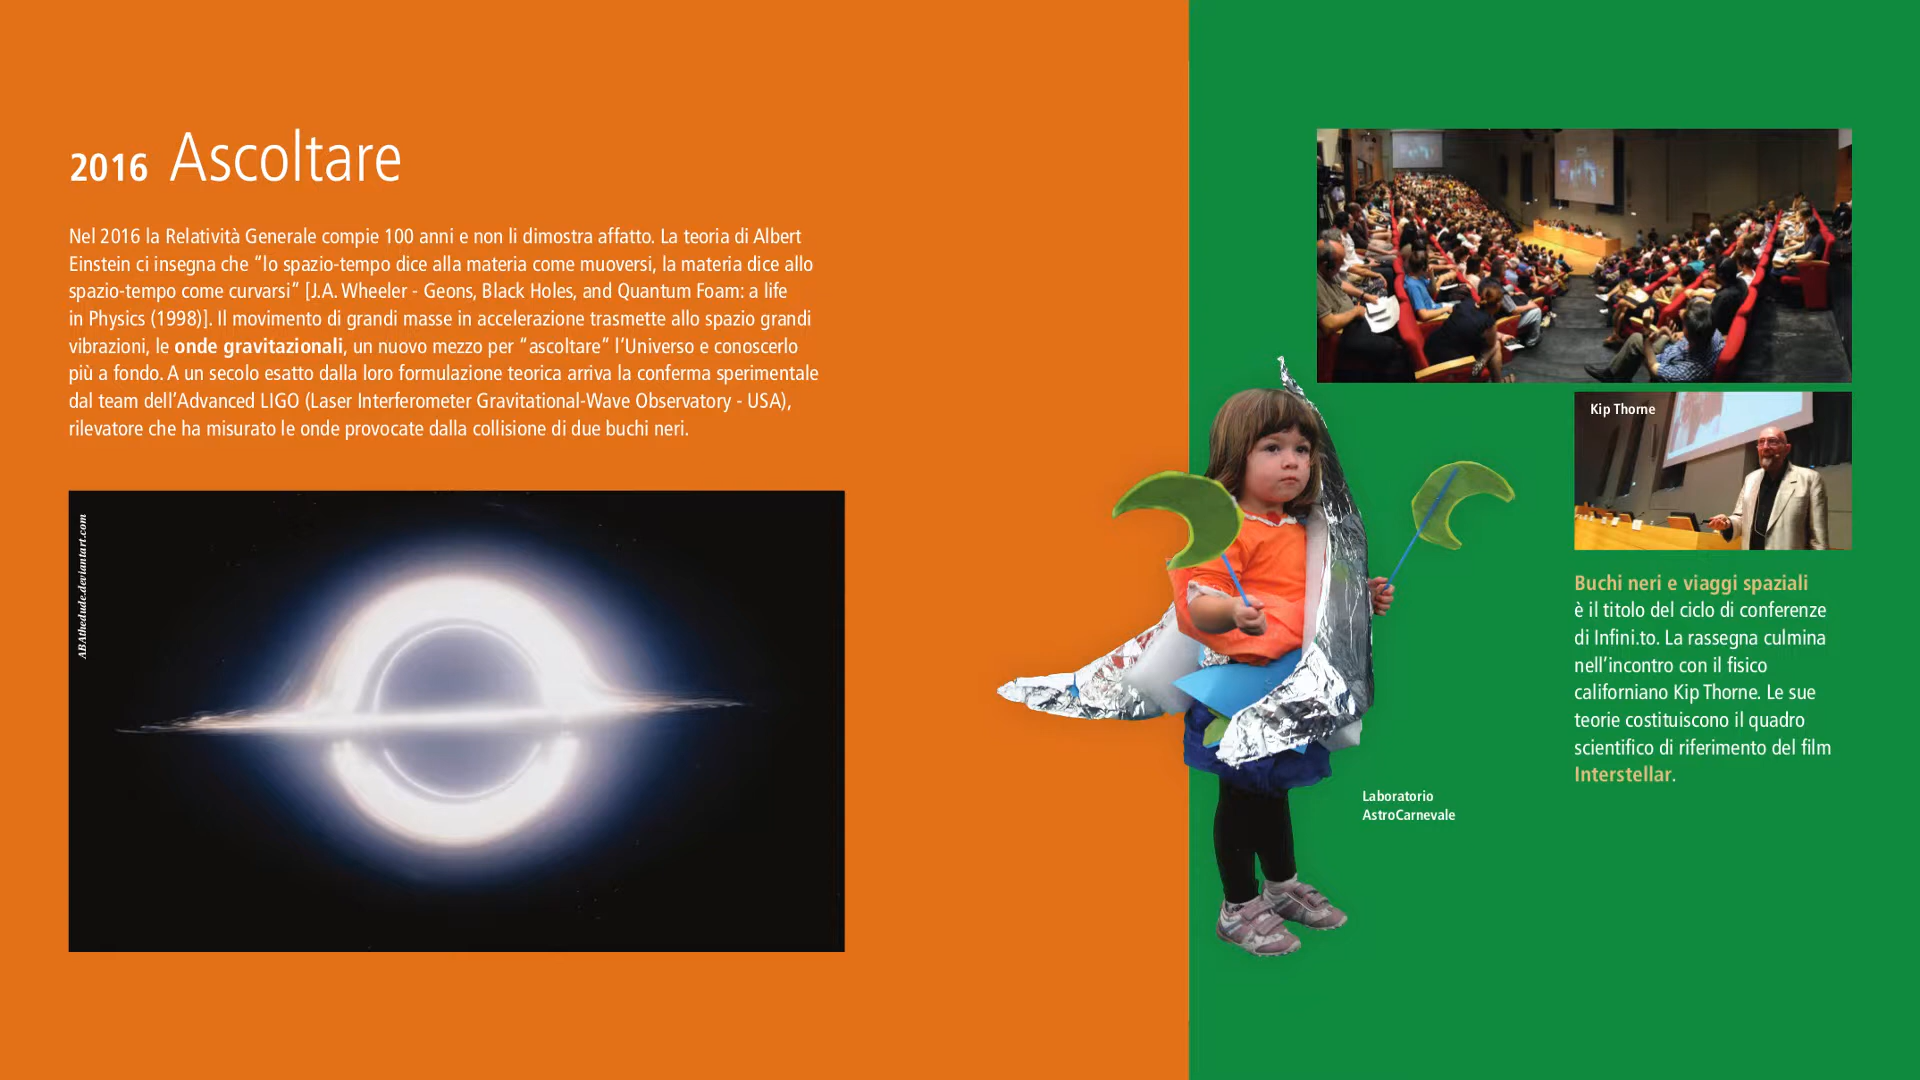 2016 Ascoltare
Nel 2016 la Relatività Generale compie 100 anni e non li dimostra affatto. La teoria di Albert
Einstein ci insegna che “lo spazio-tempo dice alla materia come muoversi, la materia dice allo
spazio-tempo come curvarsi” [J.A. Wheeler - Geons, Black Holes, and Quantum Foam: a life
in Physics (1998)]. Il movimento di grandi masse in accelerazione trasmette allo spazio grandi
vibrazioni, le onde gravitazionali, un nuovo mezzo per “ascoltare” l’Universo e conoscerlo
più a fondo. A un secolo esatto dalla loro formulazione teorica arriva la conferma sperimentale
dal team dell’Advanced LIGO (Laser Interferometer Gravitational-Wave Observatory - USA),
rilevatore che ha misurato le onde provocate dalla collisione di due buchi neri.
ABAthedude.deviantart.com
Kip Thorne
Buchi neri e viaggi spaziali
è il titolo del ciclo di conferenze
di Infini.to. La rassegna culmina
nell’incontro con il fisico
californiano Kip Thorne. Le sue
teorie costituiscono il quadro
scientifico di riferimento del film
Interstellar.
Laboratorio
AstroCarnevale